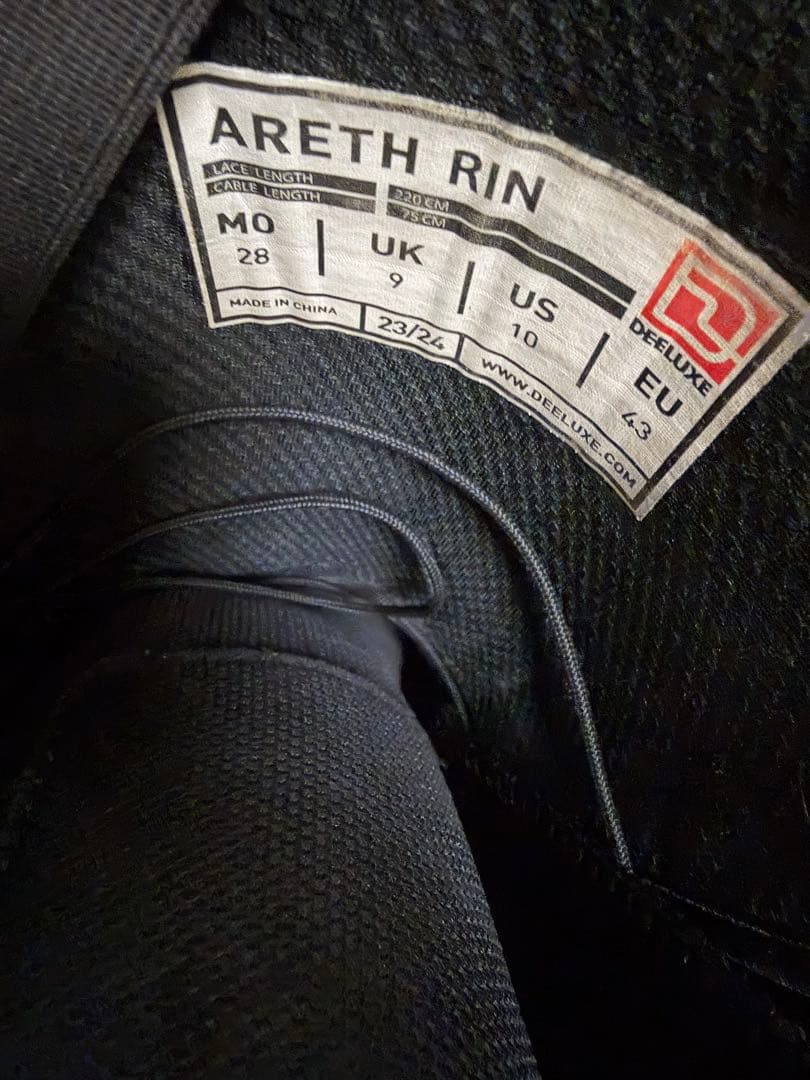 ARETH RIN
LACE LENGTH 220 CM
CABLE LENGTH 75 CM
MO 28 | UK 9 | US 10 | EU 43
DEELUXE
MADE IN CHINA 23/24 WWW.DEELUXE.COM